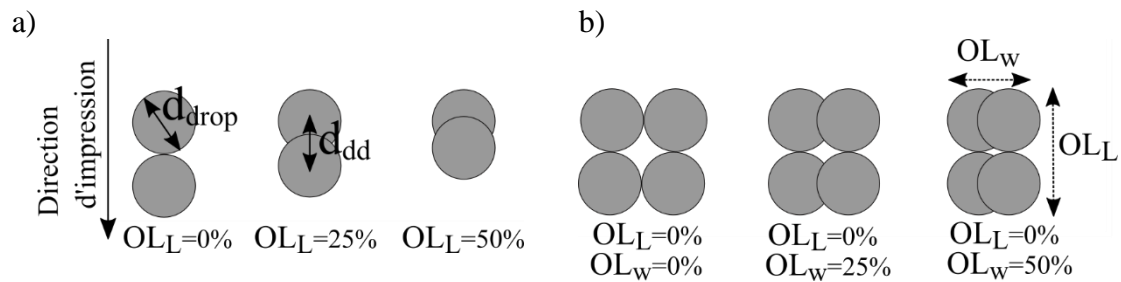 a)
Direction
d'impression
d_drop
d_dd
OL_L=0%
OL_L=25%
OL_L=50%
b)
OL_w
OL_L
OL_L=0%
OL_w=0%
OL_L=0%
OL_w=25%
OL_L=0%
OL_w=50%